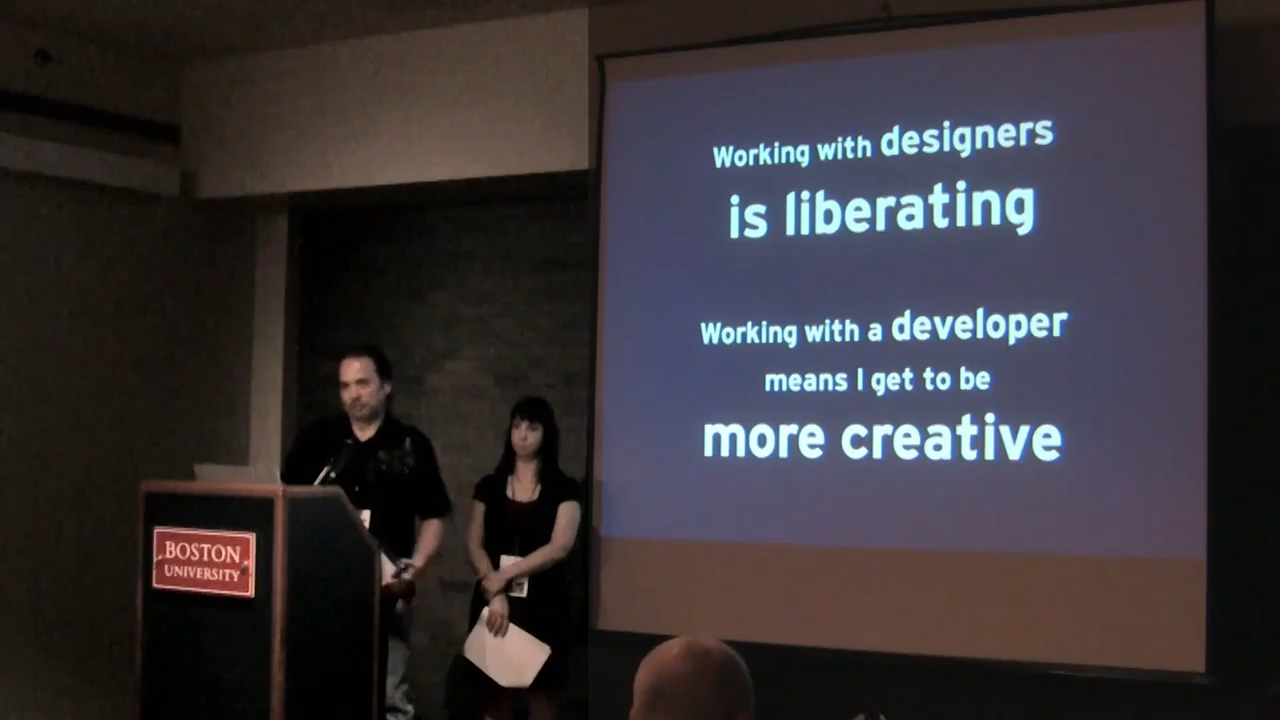 Working with designers
is liberating
Working with a developer
means I get to be
more creative
BOSTON
UNIVERSITY